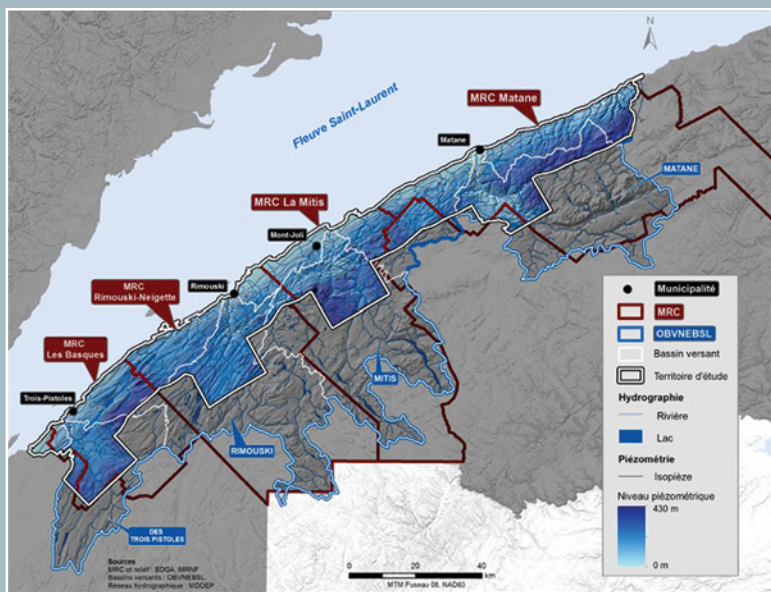 N
MRC Matane
Fleuve Saint-Laurent
Matane
MATANE
MRC La Mitis
Mont-Joli
MRC
Rimouski-Neigette
Rimouski
MRC
Les Basques
Trois-Pistoles
MITIS
RIMOUSKI
DES
TROIS PISTOLES
Municipalité
MRC
OBVNEBSL
Bassin versant
Territoire d'étude
Hydrographie
Rivière
Lac
Piézométrie
Isopièze
Niveau piézométrique
430 m
0 m
Sources
MRC et relief : BDGA, MRNF
Bassins versants : OBVNEBSL
Réseau hydrographique : MDDEP
0 10 20 40
km
MTM Fuseau 06, NAD83